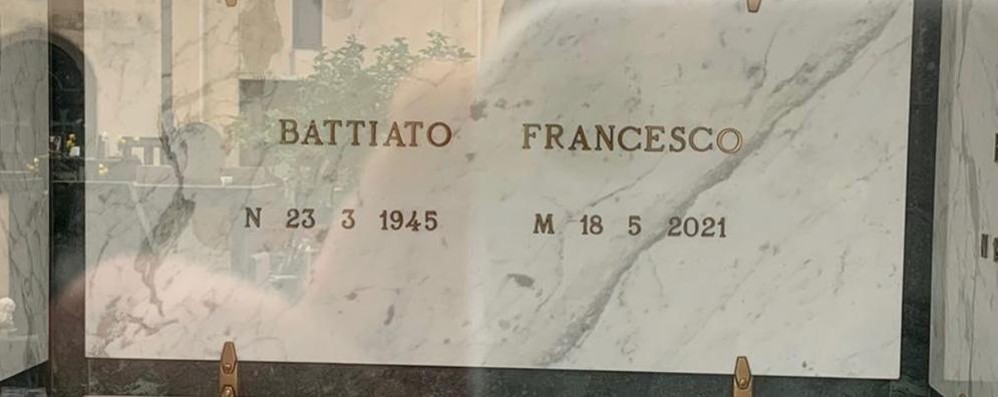 BATTIATO FRANCESCO
N 23 3 1945 M 18 5 2021